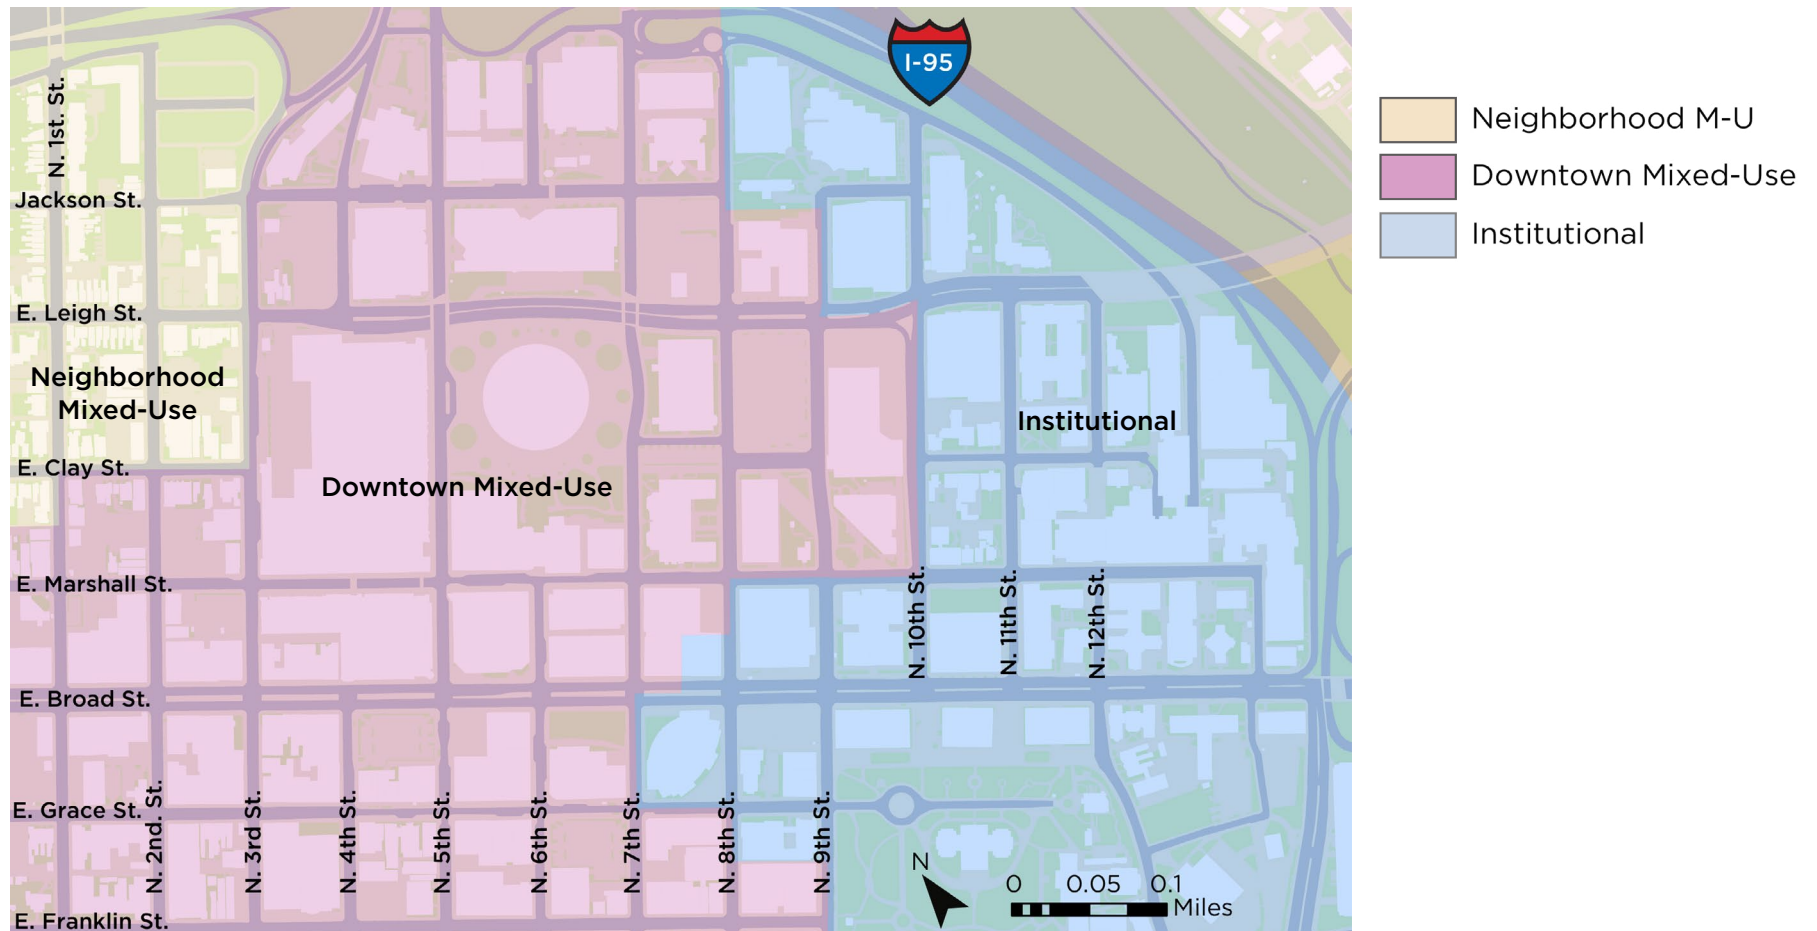 I-95
N. 1st. St.
Jackson St.
E. Leigh St.
Neighborhood
Mixed-Use
E. Clay St.
Downtown Mixed-Use
Institutional
E. Marshall St.
N. 10th St.
N. 11th St.
N. 12th St.
E. Broad St.
E. Grace St.
N. 2nd. St.
N. 3rd St.
N. 4th St.
N. 5th St.
N. 6th St.
N. 7th St.
N. 8th St.
N. 9th St.
E. Franklin St.
N
0 0.05 0.1
Miles
Neighborhood M-U
Downtown Mixed-Use
Institutional